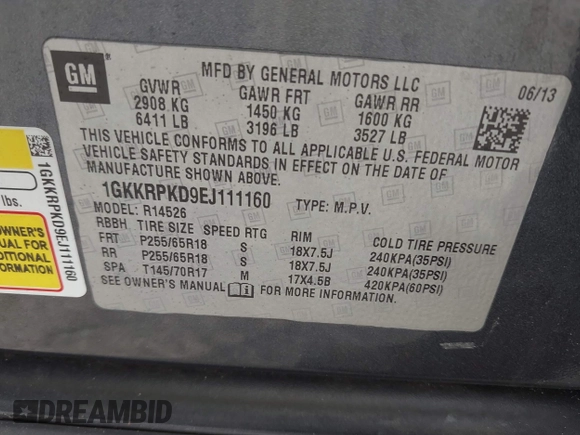 GM
MFD BY GENERAL MOTORS LLC
06/13
GVWR GAWR FRT GAWR RR
2908 KG 1450 KG 1600 KG
6411 LB 3196 LB 3527 LB
THIS VEHICLE CONFORMS TO ALL APPLICABLE U.S. FEDERAL MOTOR
VEHICLE SAFETY STANDARDS IN EFFECT ON THE DATE OF
MANUFACTURE SHOWN ABOVE.
1GKKRPKD9EJ111160 TYPE: M.P.V.
MODEL: R14526
RBBH TIRE SIZE SPEED RTG RIM COLD TIRE PRESSURE
FRT P255/65R18 S 18X7.5J 240KPA(35PSI)
RR P255/65R18 S 18X7.5J 240KPA(35PSI)
SPA T145/70R17 M 17X4.5B 420KPA(60PSI)
SEE OWNER'S MANUAL FOR MORE INFORMATION.
lbs.
OWNER'S
MANUAL FOR
ADDITIONAL
1GKKRPKD9EJ111160
DREAMBID